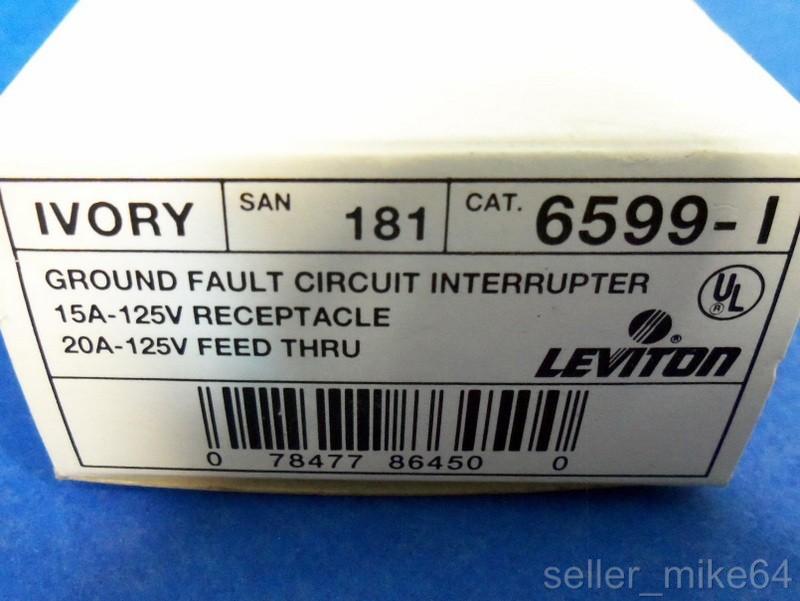 IVORY SAN 181 CAT. 6599-I
GROUND FAULT CIRCUIT INTERRUPTER
15A-125V RECEPTACLE
20A-125V FEED THRU
UL ®
LEVITON ®
0 78477 86450 0
seller_mike64